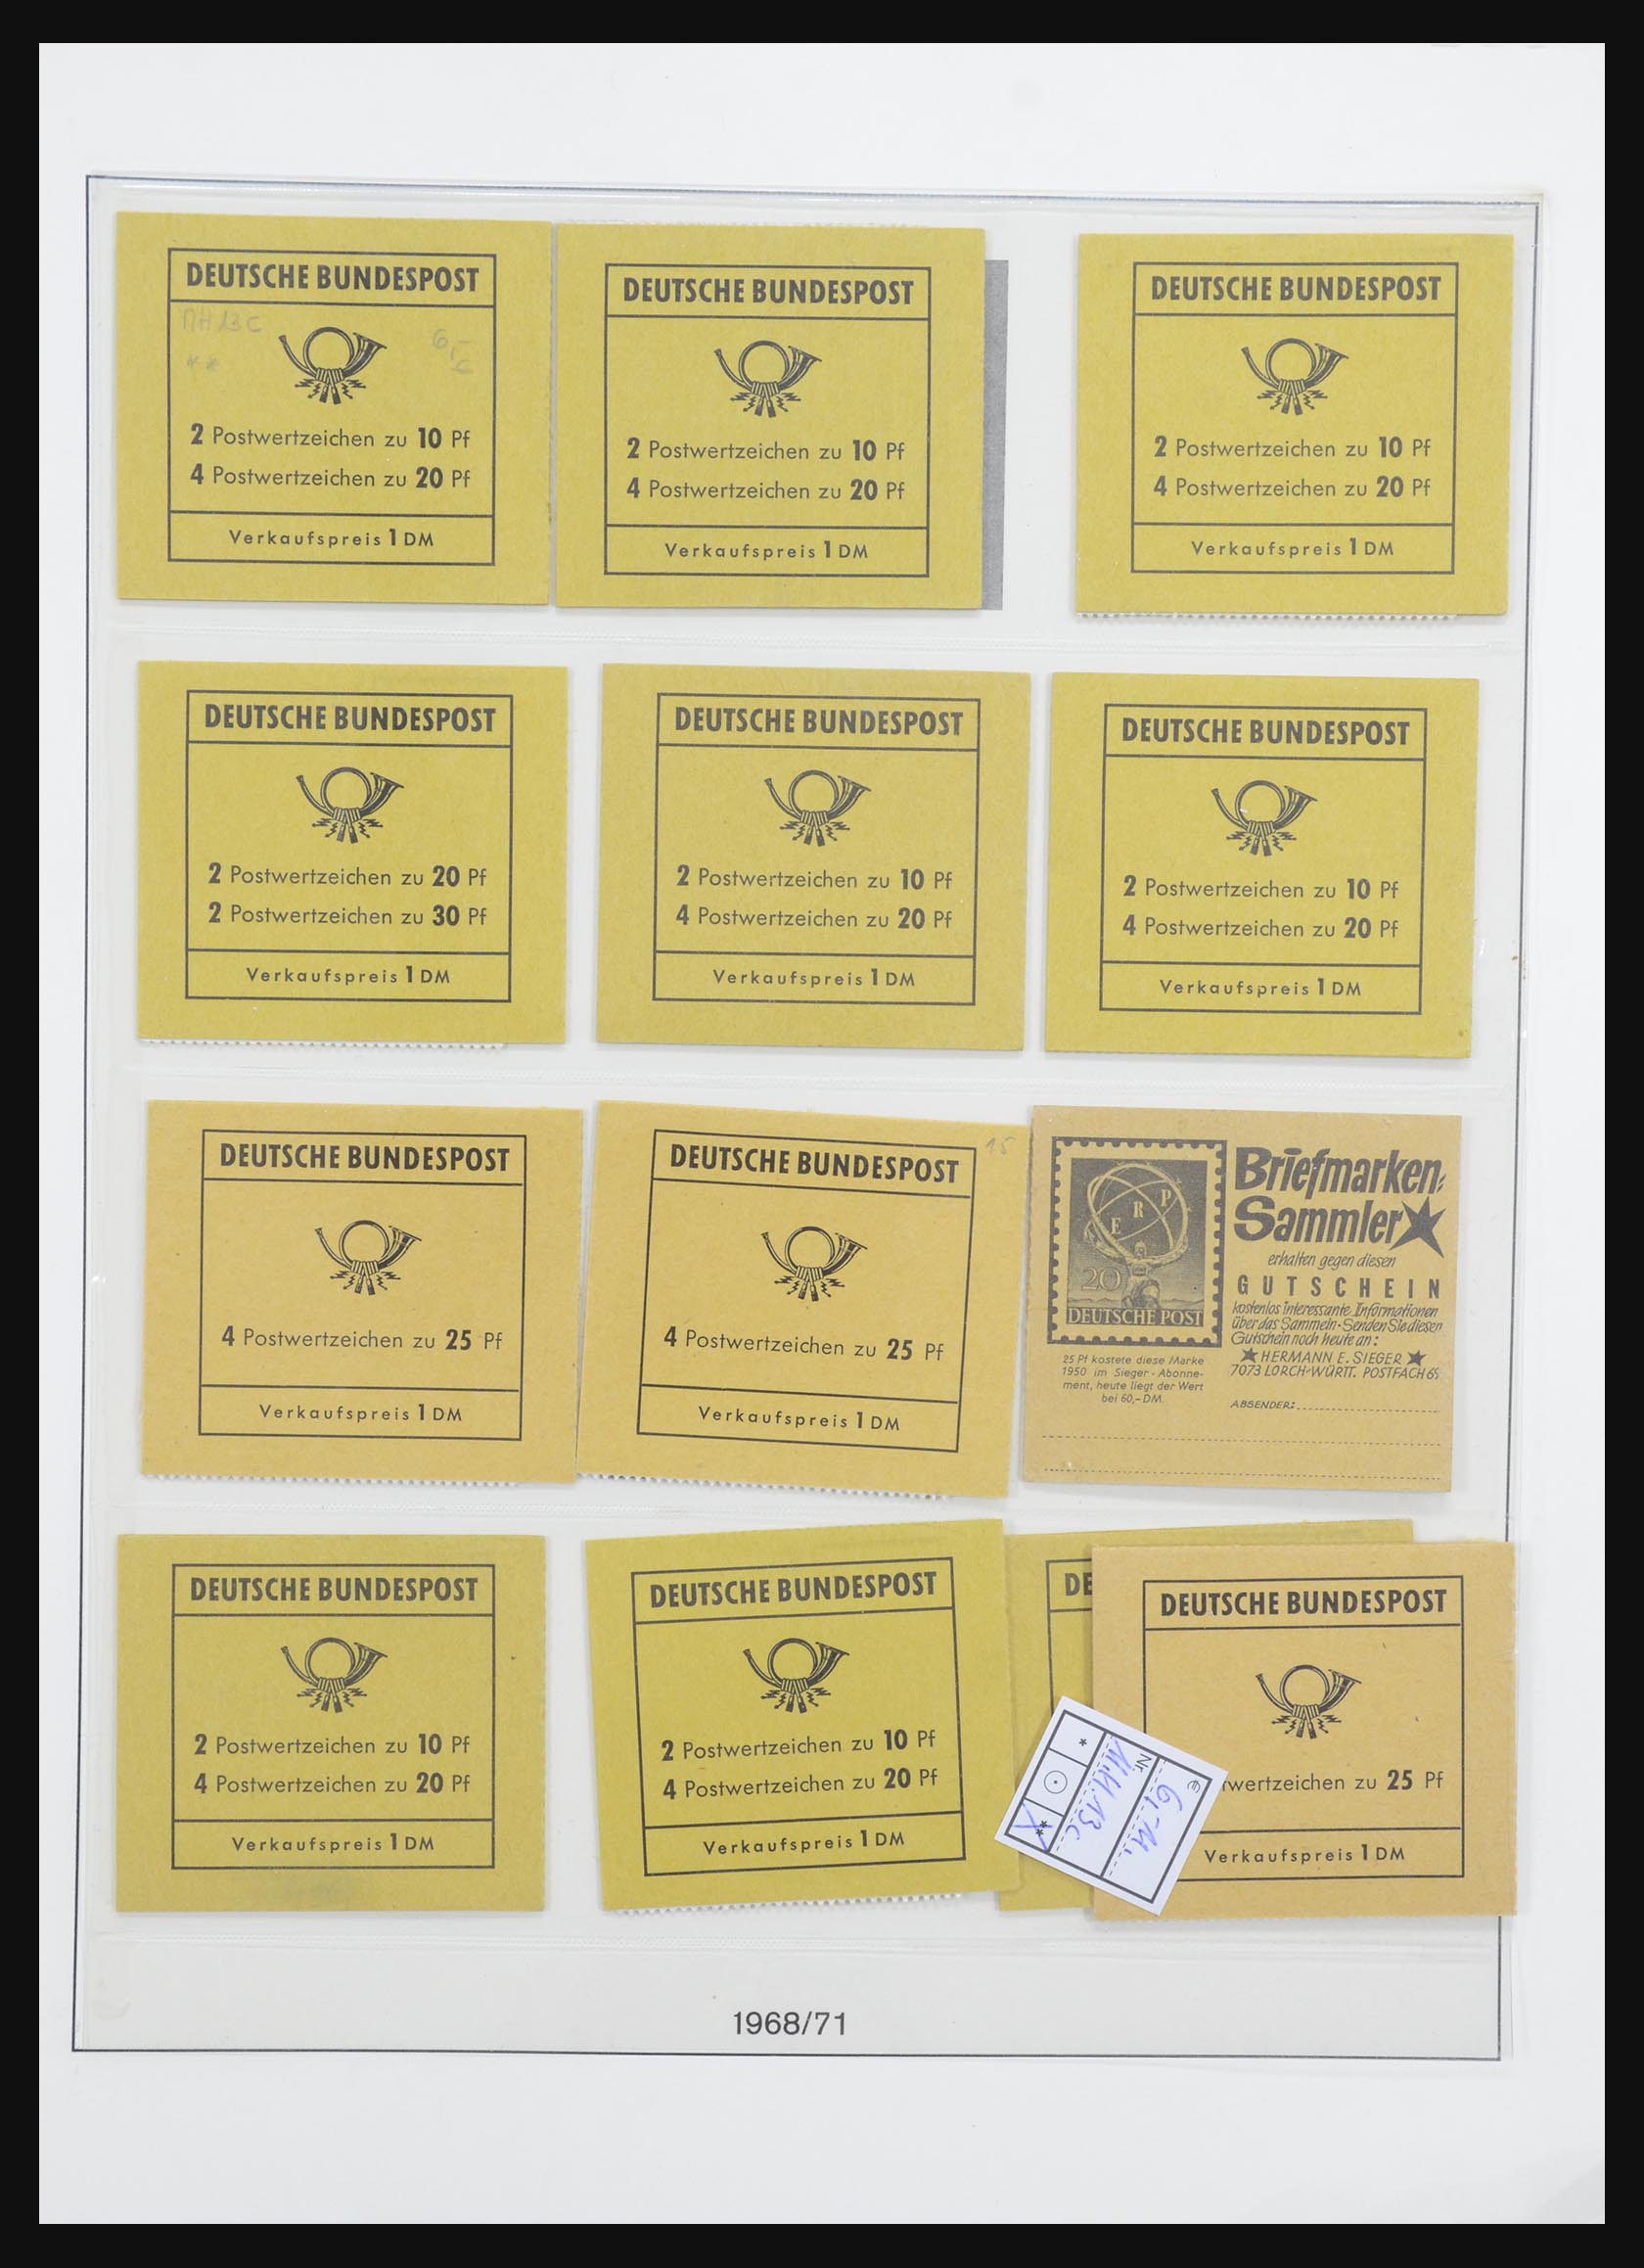 DEUTSCHE BUNDESPOST
MH13C
**
2 Postwertzeichen zu 10 Pf
4 Postwertzeichen zu 20 Pf
Verkaufspreis 1 DM
DEUTSCHE BUNDESPOST
2 Postwertzeichen zu 10 Pf
4 Postwertzeichen zu 20 Pf
Verkaufspreis 1 DM
DEUTSCHE BUNDESPOST
2 Postwertzeichen zu 10 Pf
4 Postwertzeichen zu 20 Pf
Verkaufspreis 1 DM
DEUTSCHE BUNDESPOST
2 Postwertzeichen zu 20 Pf
2 Postwertzeichen zu 30 Pf
Verkaufspreis 1 DM
DEUTSCHE BUNDESPOST
2 Postwertzeichen zu 10 Pf
4 Postwertzeichen zu 20 Pf
Verkaufspreis 1 DM
DEUTSCHE BUNDESPOST
2 Postwertzeichen zu 10 Pf
4 Postwertzeichen zu 20 Pf
Verkaufspreis 1 DM
DEUTSCHE BUNDESPOST
4 Postwertzeichen zu 25 Pf
Verkaufspreis 1 DM
15
DEUTSCHE BUNDESPOST
4 Postwertzeichen zu 25 Pf
Verkaufspreis 1 DM
E R P
20
DEUTSCHE POST
25 Pf kostete diese Marke
1950 im Sieger-Abonne-
ment, heute liegt der Wert
bei 60,- DM.
Briefmarken-
Sammler
erhalten gegen diesen
GUTSCHEIN
kostenlos interessante Informationen
über das Sammeln · Senden Sie diesen
Gutschein noch heute an:
HERMANN E. SIEGER
7073 LORCH-WÜRTT. POSTFACH 65
ABSENDER:
DEUTSCHE BUNDESPOST
2 Postwertzeichen zu 10 Pf
4 Postwertzeichen zu 20 Pf
Verkaufspreis 1 DM
DEUTSCHE BUNDESPOST
2 Postwertzeichen zu 10 Pf
4 Postwertzeichen zu 20 Pf
Verkaufspreis 1 DM
DE
DEUTSCHE BUNDESPOST
wertzeichen zu 25 Pf
Verkaufspreis 1 DM
€
Nr.
M.H.13c
*
**
1968/71